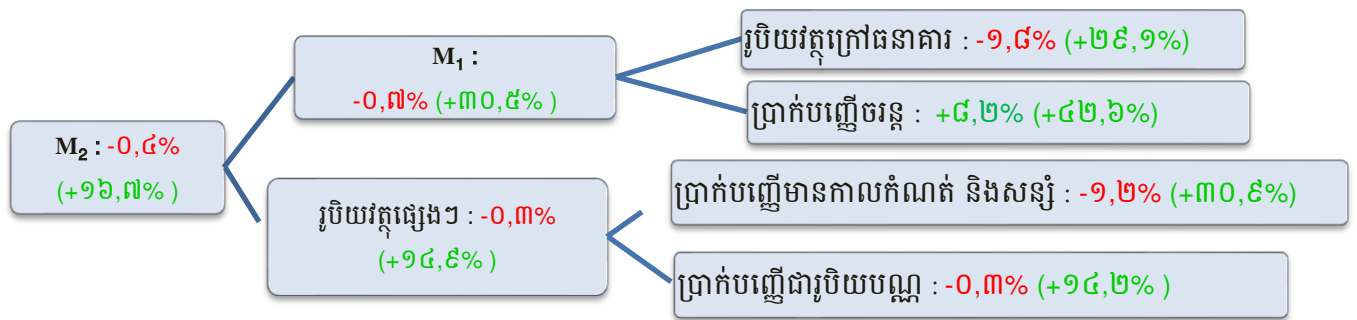 M₂ : -០,៤%
(+១៦,៧% )
M₁ :
-០,៧% (+៣០,៥% )
រូបិយវត្ថុផ្សេងៗ : -០,៣%
(+១៤,៩% )
រូបិយវត្ថុក្រៅធនាគារ : -១,៨% (+២៩,១%)
ប្រាក់បញ្ញើចរន្ត : +៨,២% (+៤២,៦%)
ប្រាក់បញ្ញើមានកាលកំណត់ និងសន្សំ : -១,២% (+៣០,៩%)
ប្រាក់បញ្ញើជារូបិយបណ្ណ : -០,៣% (+១៤,២% )